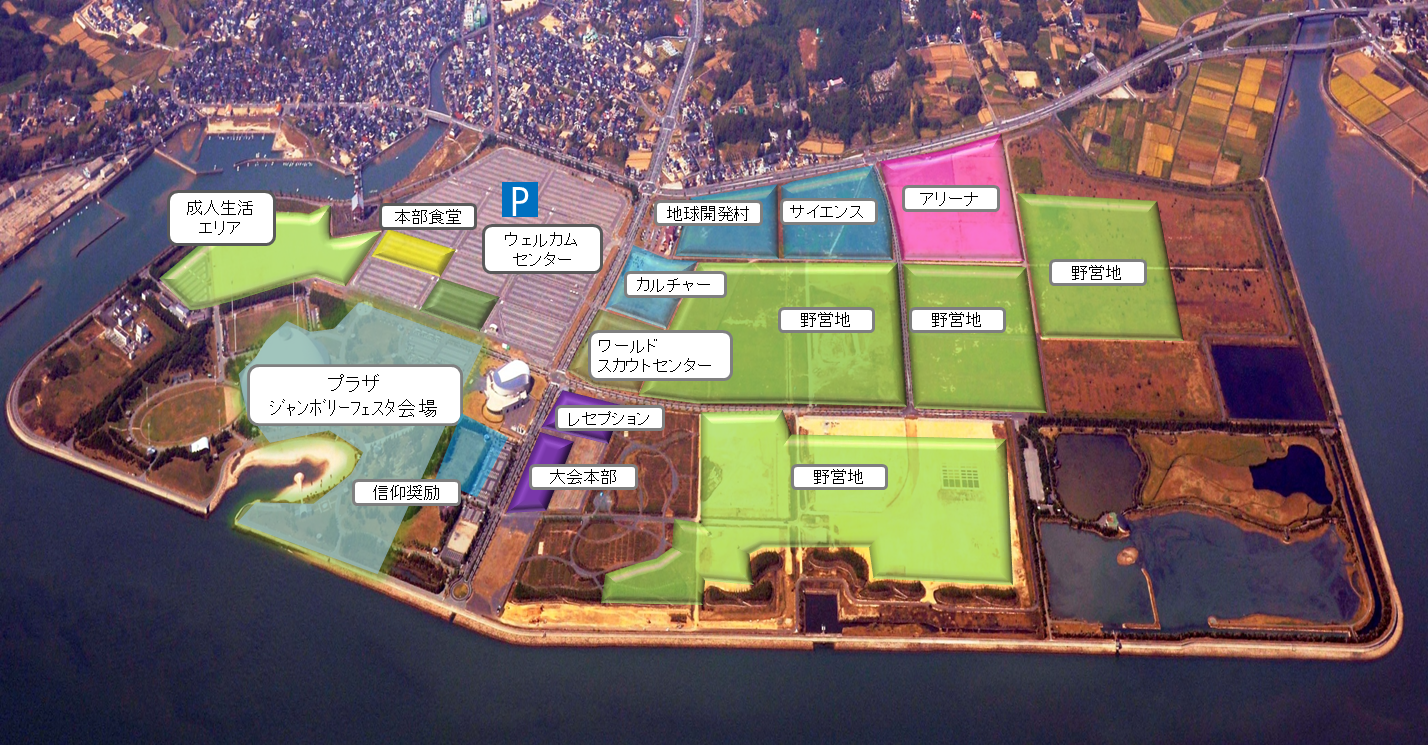 成人生活
エリア
本部食堂
P
ウェルカム
センター
地球開発村
サイエンス
アリーナ
カルチャー
野営地
野営地
野営地
ワールド
スカウトセンター
プラザ
ジャンボリーフェスタ会場
レセプション
大会本部
野営地
信仰奨励